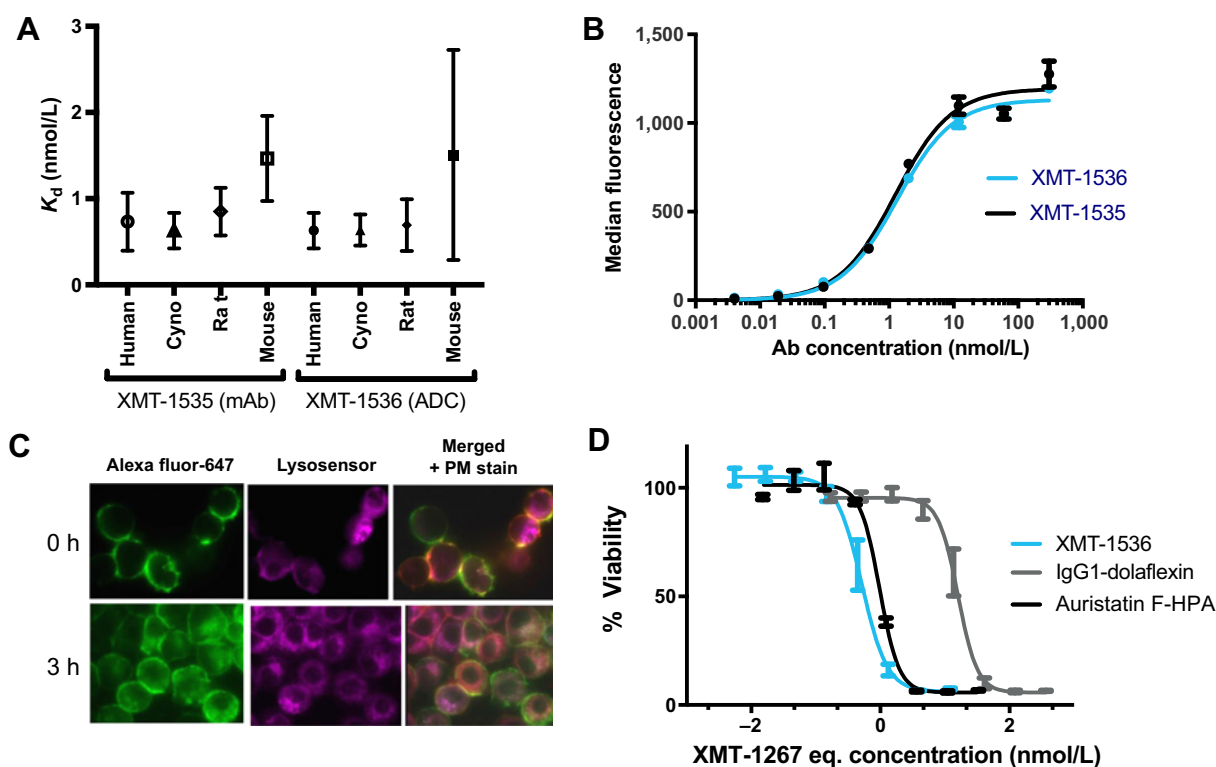 A
3
2
1
0
K_d (nmol/L)
Human
Cyno
Ra t
Mouse
Human
Cyno
Rat
Mouse
XMT-1535 (mAb)
XMT-1536 (ADC)
B
1,500
1,000
500
0
Median fluorescence
0.001
0.01
0.1
1
10
100
1,000
Ab concentration (nmol/L)
XMT-1536
XMT-1535
C
Alexa fluor-647
Lysosensor
Merged
+ PM stain
0 h
3 h
D
100
50
0
% Viability
–2
0
2
XMT-1267 eq. concentration (nmol/L)
XMT-1536
IgG1-dolaflexin
Auristatin F-HPA